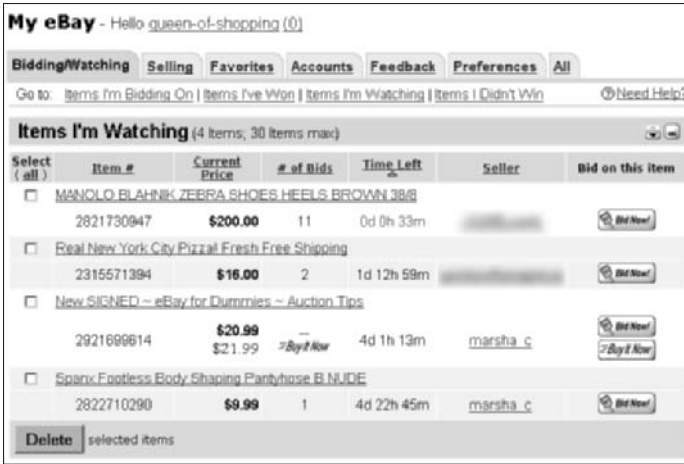 My eBay - Hello queen-of-shopping (0)
Bidding/Watching Selling Favorites Accounts Feedback Preferences All
Go to: Items I'm Bidding On | Items I've Won | Items I'm Watching | Items I Didn't Win Need Help?
Items I'm Watching (4 Items; 30 Items max)
Select (all) Item # Current Price # of Bids Time Left Seller Bid on this item
MANOLO BLAHNIK ZEBRA SHOES HEELS BROWN 38/8
2821730947 $200.00 11 0d 0h 33m Bid Now!
Real New York City Pizza! Fresh Free Shipping
2315571394 $16.00 2 1d 12h 59m Bid Now!
New SIGNED ~ eBay for Dummies ~ Auction Tips
2921699614 $20.99 -- 4d 1h 13m marsha_c Bid Now!
$21.99 Buy It Now Buy It Now
Spanx Footless Body Shaping Pantyhose B NUDE
2822710290 $9.99 1 4d 22h 45m marsha_c Bid Now!
Delete selected items